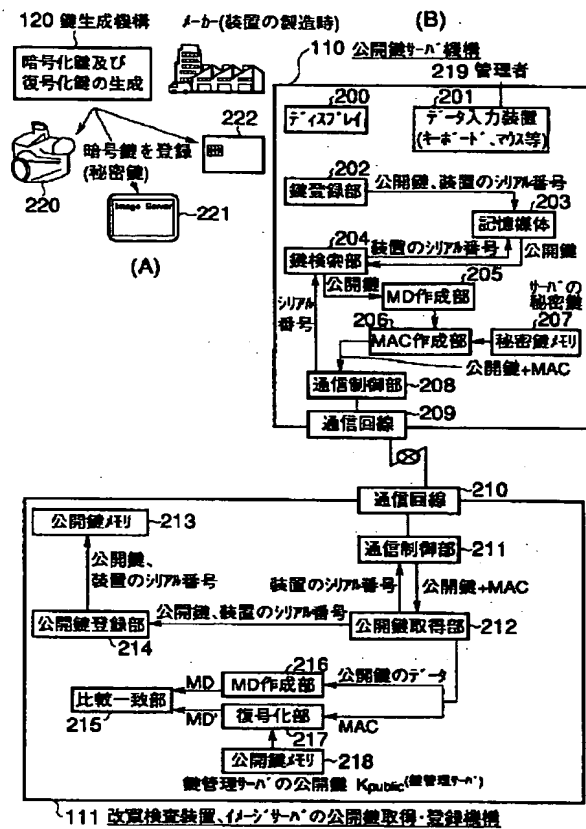 120 鍵生成機構
メーカー(装置の製造時)
(B)
110 公開鍵サーバ機構
暗号化鍵及び
復号化鍵の生成
219 管理者
200
ディスプレイ
201
データ入力装置
(キーボード、マウス等)
222
暗号鍵を登録
(秘密鍵)
220
Image Server
221
(A)
202
鍵登録部
公開鍵、装置のシリアル番号
203
記憶媒体
204
鍵検索部
装置のシリアル番号
公開鍵
公開鍵
205
MD作成部
シリアル
番号
サーバの
秘密鍵
206
MAC作成部
207
秘密鍵メモリ
公開鍵+MAC
通信制御部
208
通信回線
209
210
通信回線
公開鍵メモリ
213
通信制御部
211
公開鍵、
装置のシリアル番号
装置のシリアル番号
公開鍵+MAC
公開鍵登録部
214
公開鍵、装置のシリアル番号
公開鍵取得部
212
216
MD作成部
公開鍵のデータ
MD
比較一致部
215
MD'
復号化部
217
MAC
公開鍵メモリ
218
鍵管理サーバの公開鍵 Kpublic(鍵管理サーバ)
111 改竄検査装置、イメージサーバの公開鍵取得・登録機構